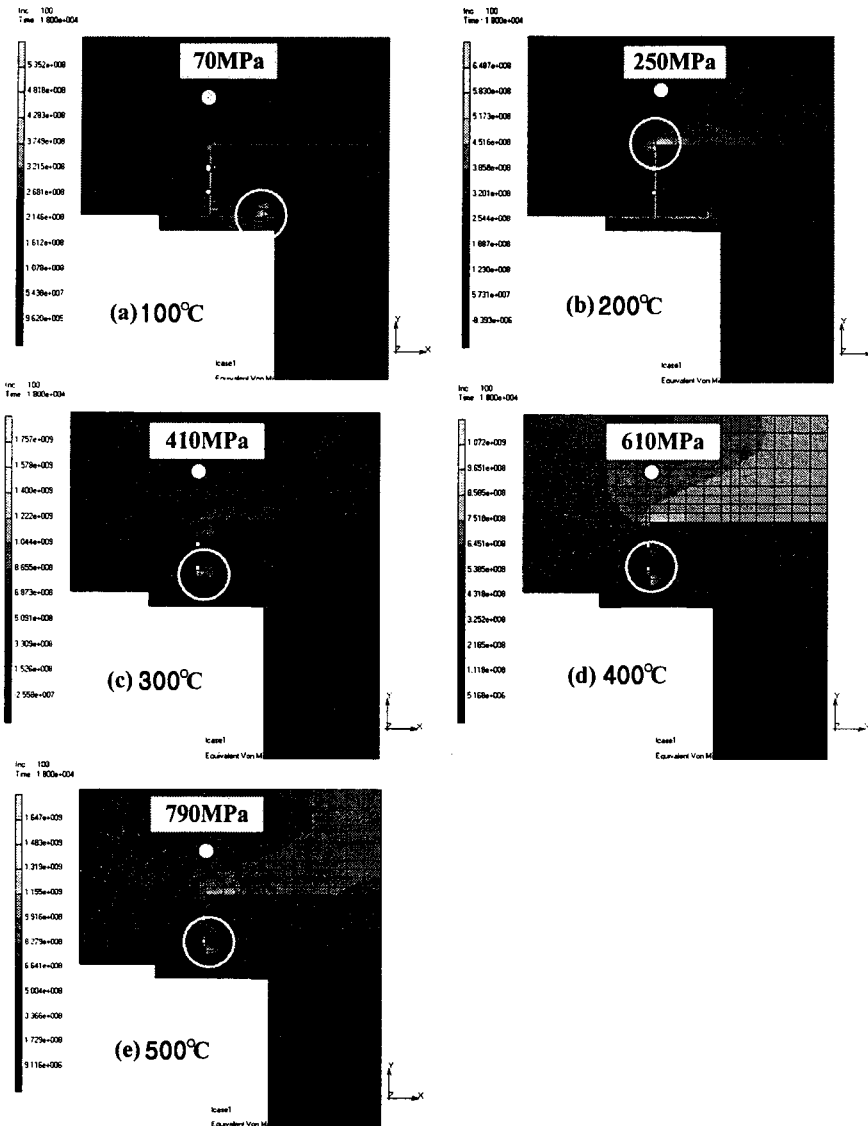 Inc 100
Time 1.800e+004
5.352e+008
4.818e+008
4.283e+008
3.749e+008
3.215e+008
2.681e+008
2.146e+008
1.612e+008
1.078e+008
5.438e+007
9.620e+005
70MPa
(a) 100℃
Y
Z X
lcase1
Equivalent Von Mi
Inc 100
Time 1.800e+004
6.487e+008
5.830e+008
5.173e+008
4.516e+008
3.858e+008
3.201e+008
2.544e+008
1.887e+008
1.230e+008
5.731e+007
-8.393e+006
250MPa
(b) 200℃
Y
Z
lcase1
Equivalent Von Mi
Inc 100
Time 1.800e+004
1.757e+009
1.579e+009
1.400e+009
1.222e+009
1.044e+009
8.655e+008
6.873e+008
5.091e+008
3.309e+008
1.526e+008
-2.558e+007
410MPa
(c) 300℃
Y
Z X
lcase1
Equivalent Von Mi
Inc 100
Time 1.800e+004
1.072e+009
9.651e+008
8.585e+008
7.518e+008
6.451e+008
5.385e+008
4.318e+008
3.252e+008
2.185e+008
1.118e+008
5.168e+006
610MPa
(d) 400℃
Y
Z
lcase1
Equivalent Von Mi
Inc 100
Time 1.800e+004
1.647e+009
1.483e+009
1.319e+009
1.155e+009
9.916e+008
8.279e+008
6.641e+008
5.004e+008
3.366e+008
1.729e+008
9.116e+006
790MPa
(e) 500℃
Y
Z X
lcase1
Equivalent Von Mi